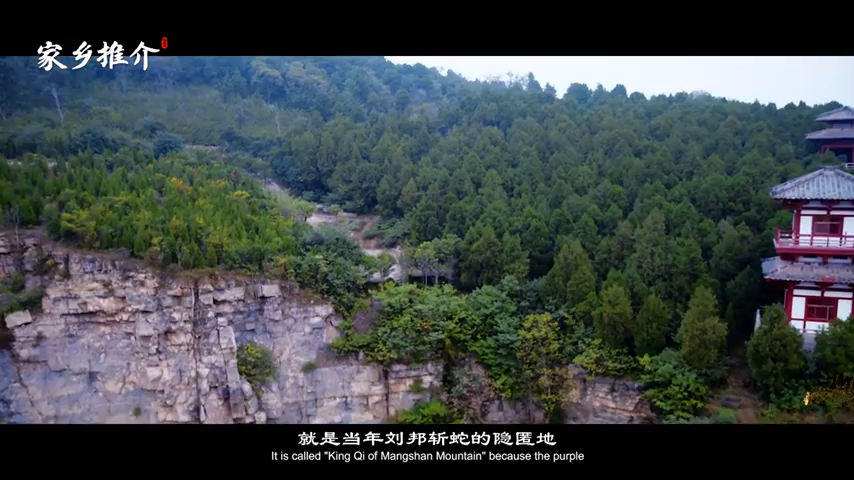 家乡推介
就是当年刘邦斩蛇的隐匿地
It is called "King Qi of Mangshan Mountain" because the purple